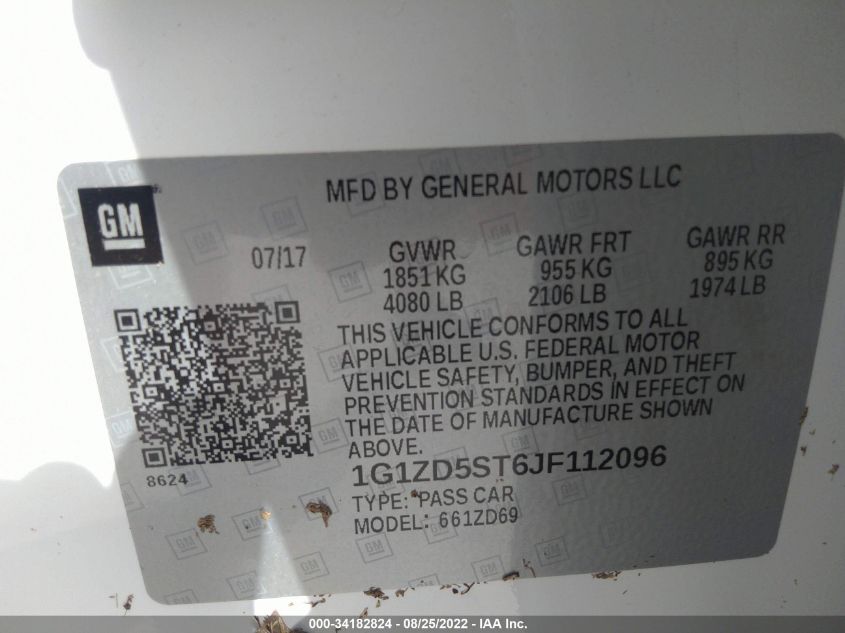 MFD BY GENERAL MOTORS LLC
GM
07/17 GVWR GAWR FRT GAWR RR
1851 KG 955 KG 895 KG
4080 LB 2106 LB 1974 LB
THIS VEHICLE CONFORMS TO ALL
APPLICABLE U.S. FEDERAL MOTOR
VEHICLE SAFETY, BUMPER, AND THEFT
PREVENTION STANDARDS IN EFFECT ON
THE DATE OF MANUFACTURE SHOWN
ABOVE.
8624
1G1ZD5ST6JF112096
TYPE: PASS CAR
MODEL: 661ZD69
000-34182824 - 08/25/2022 - IAA Inc.